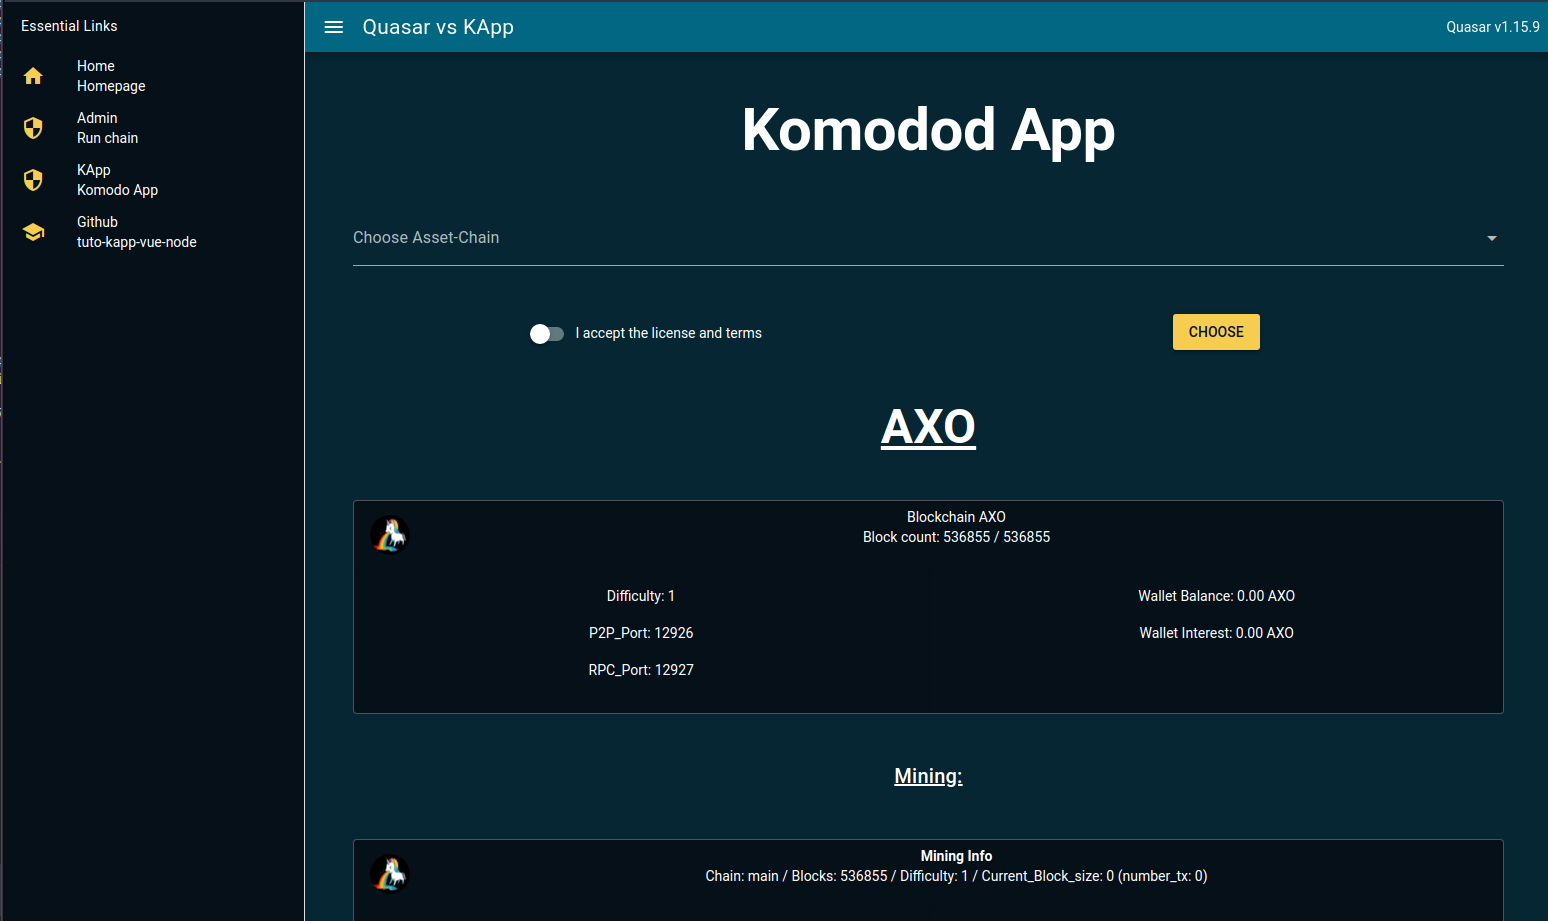 Essential Links
Home
Homepage
Admin
Run chain
KApp
Komodo App
Github
tuto-kapp-vue-node
Quasar vs KApp
Quasar v1.15.9
Komodod App
Choose Asset-Chain
I accept the license and terms
CHOOSE
AXO
Blockchain AXO
Block count: 536855 / 536855
Difficulty: 1
Wallet Balance: 0.00 AXO
P2P_Port: 12926
Wallet Interest: 0.00 AXO
RPC_Port: 12927
Mining:
Mining Info
Chain: main / Blocks: 536855 / Difficulty: 1 / Current_Block_size: 0 (number_tx: 0)